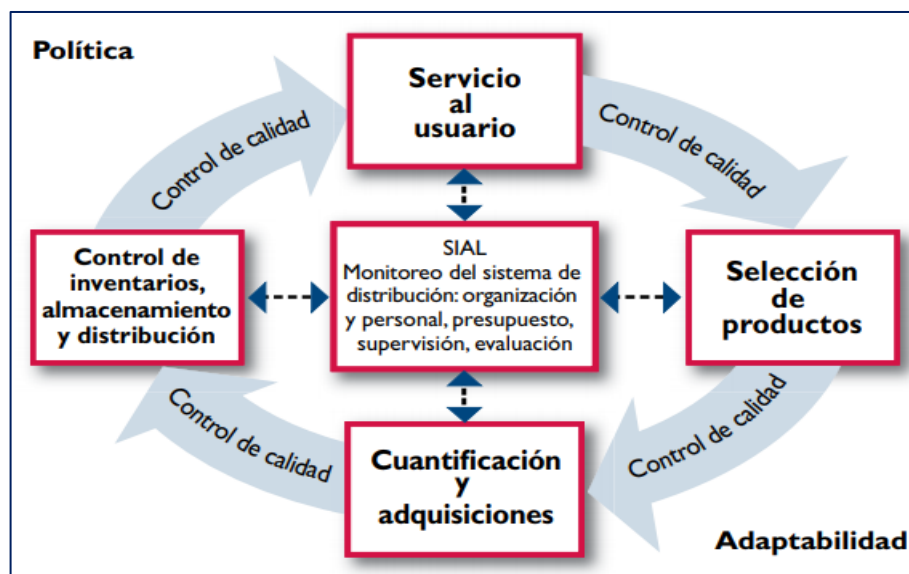 Política
Servicio
al
usuario
Control de calidad
Control de calidad
Control de
inventarios,
almacenamiento
y distribución
SIAL
Monitoreo del sistema de
distribución: organización
y personal, presupuesto,
supervisión, evaluación
Selección
de
productos
Control de calidad
Control de calidad
Cuantificación
y
adquisiciones
Adaptabilidad